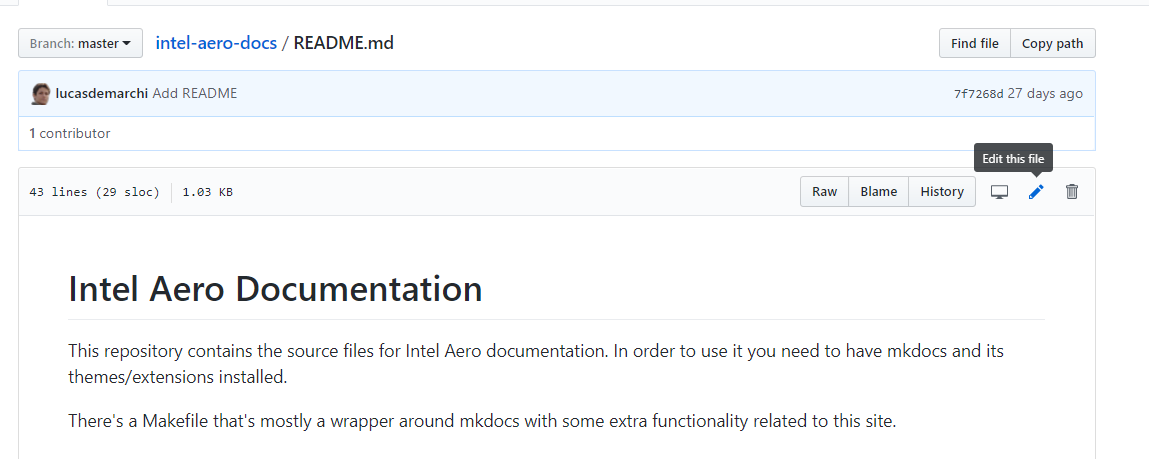 Branch: master
intel-aero-docs / README.md
Find file
Copy path
lucasdemarchi Add README
7f7268d 27 days ago
1 contributor
Edit this file
43 lines (29 sloc)
1.03 KB
Raw
Blame
History
Intel Aero Documentation
This repository contains the source files for Intel Aero documentation. In order to use it you need to have mkdocs and its
themes/extensions installed.
There's a Makefile that's mostly a wrapper around mkdocs with some extra functionality related to this site.